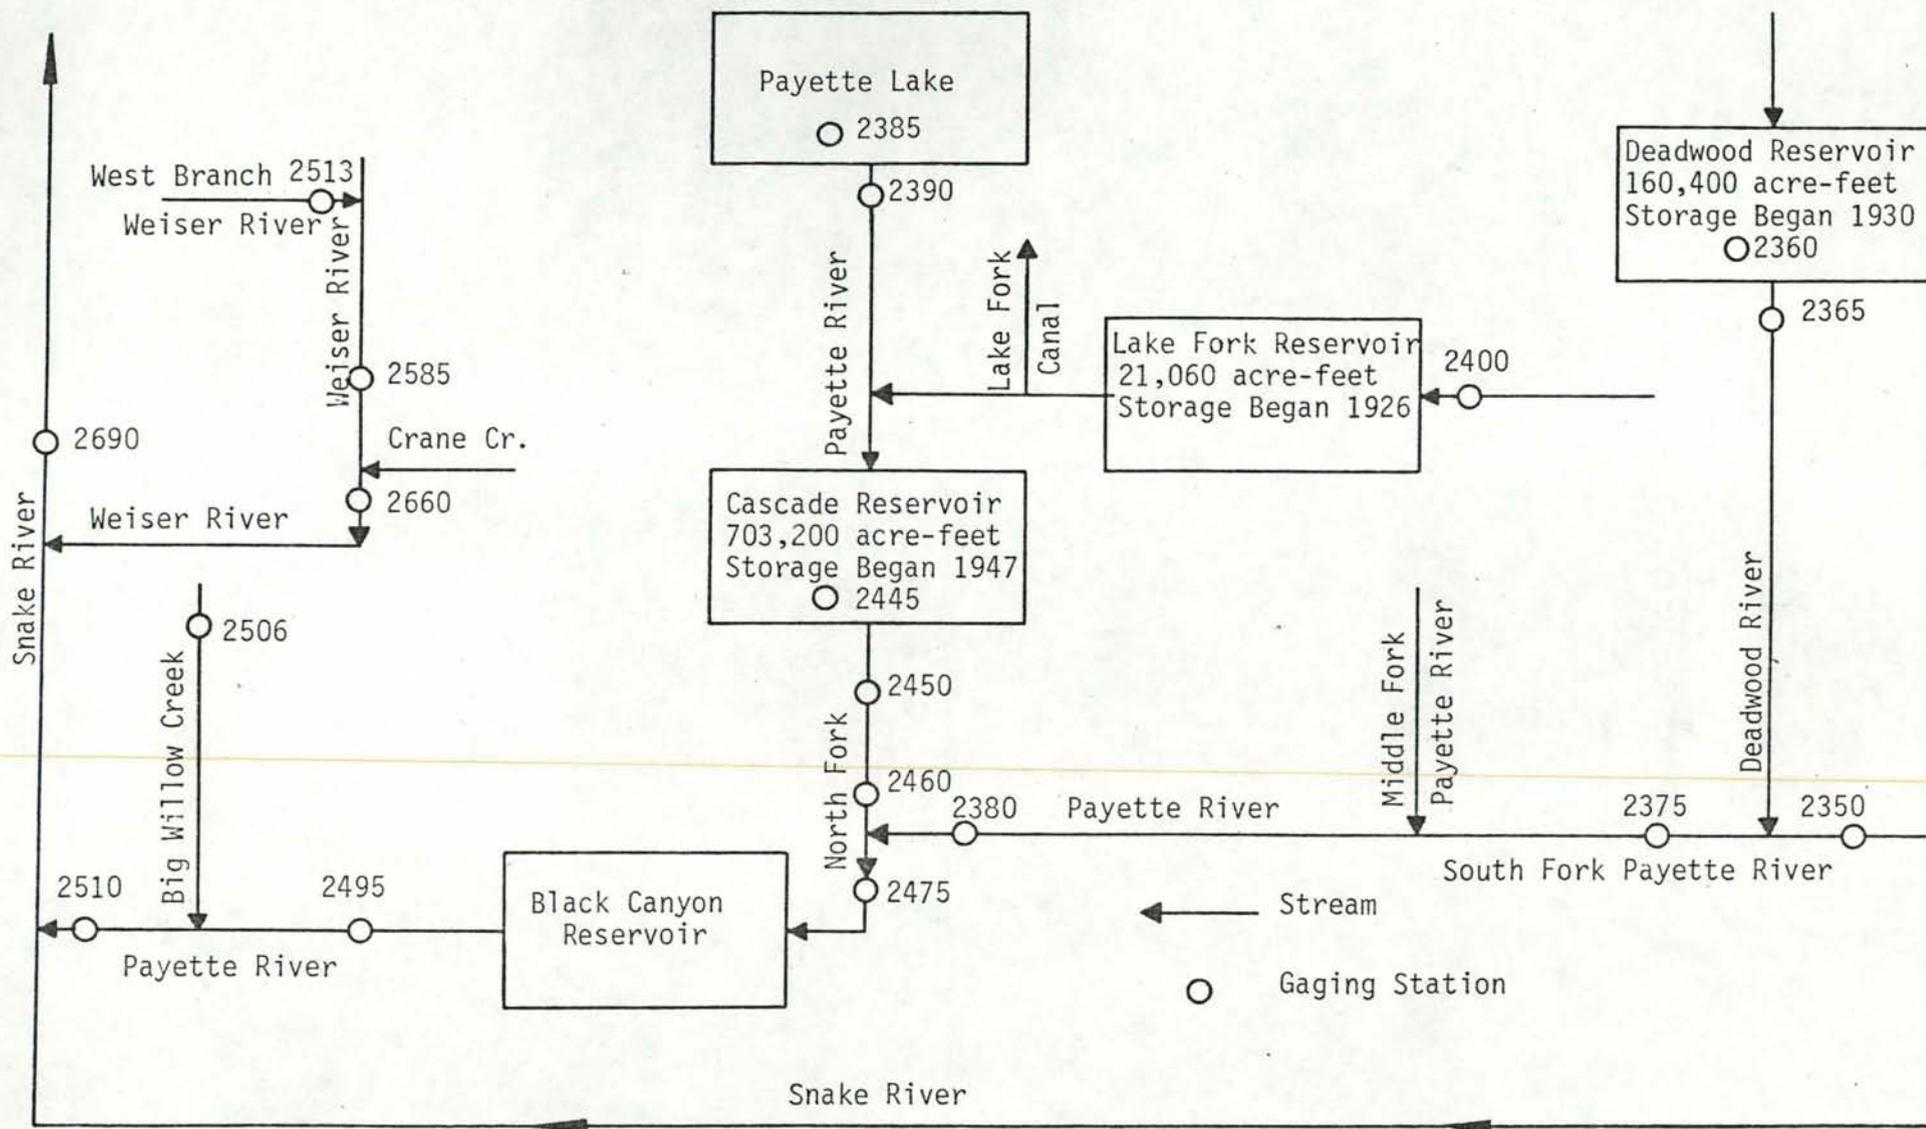 Payette Lake
2385
2390
West Branch
2513
Weiser River
Weiser River
2585
Crane Cr.
2660
Weiser River
2690
Snake River
2506
Big Willow Creek
2510
2495
Payette River
Payette River
Lake Fork
Canal
Lake Fork Reservoir
21,060 acre-feet
Storage Began 1926
2400
Deadwood Reservoir
160,400 acre-feet
Storage Began 1930
2360
2365
Cascade Reservoir
703,200 acre-feet
Storage Began 1947
2445
2450
North Fork
2460
2380
Payette River
Middle Fork
Payette River
Deadwood River
2375
2350
South Fork Payette River
2475
Black Canyon
Reservoir
Stream
Gaging Station
Snake River